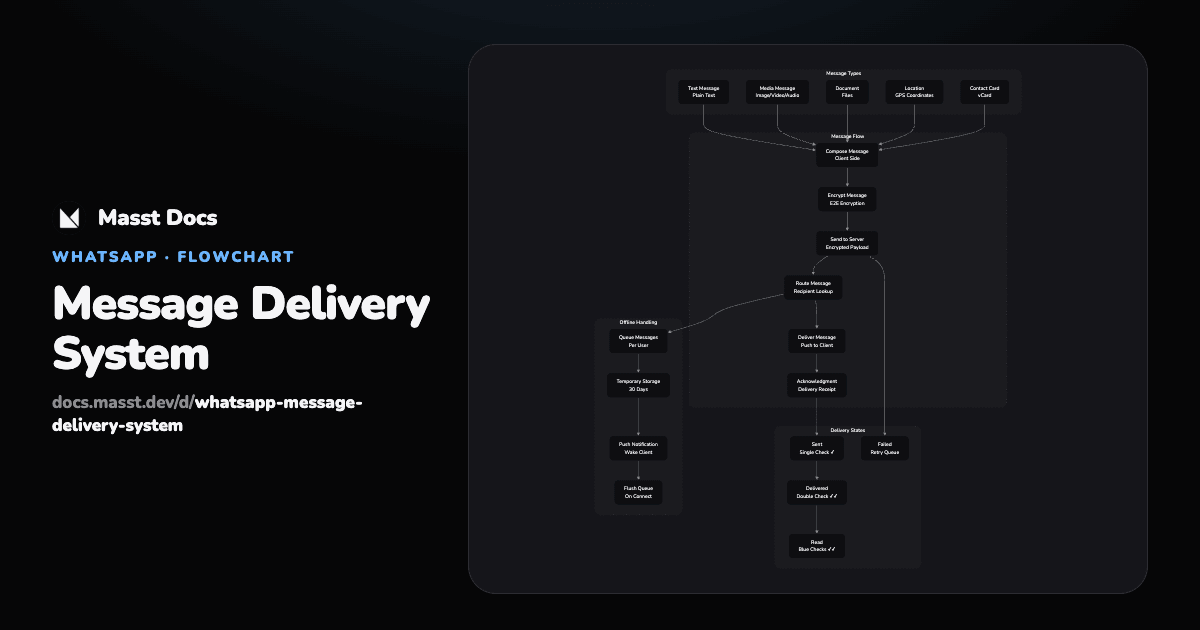 Masst Docs
WHATSAPP · FLOWCHART
Message Delivery
System
docs.masst.dev/d/whatsapp-message-
delivery-system
Message Types
Text Message
Plain Text
Media Message
Image/Video/Audio
Document
Files
Location
GPS Coordinates
Contact Card
vCard
Message Flow
Compose Message
Client Side
Encrypt Message
E2E Encryption
Send to Server
Encrypted Payload
Route Message
Recipient Lookup
Offline Handling
Queue Messages
Per User
Deliver Message
Push to Client
Temporary Storage
30 Days
Acknowledgment
Delivery Receipt
Push Notification
Wake Client
Flush Queue
On Connect
Delivery States
Sent
Single Check ✓
Failed
Retry Queue
Delivered
Double Check ✓✓
Read
Blue Checks ✓✓